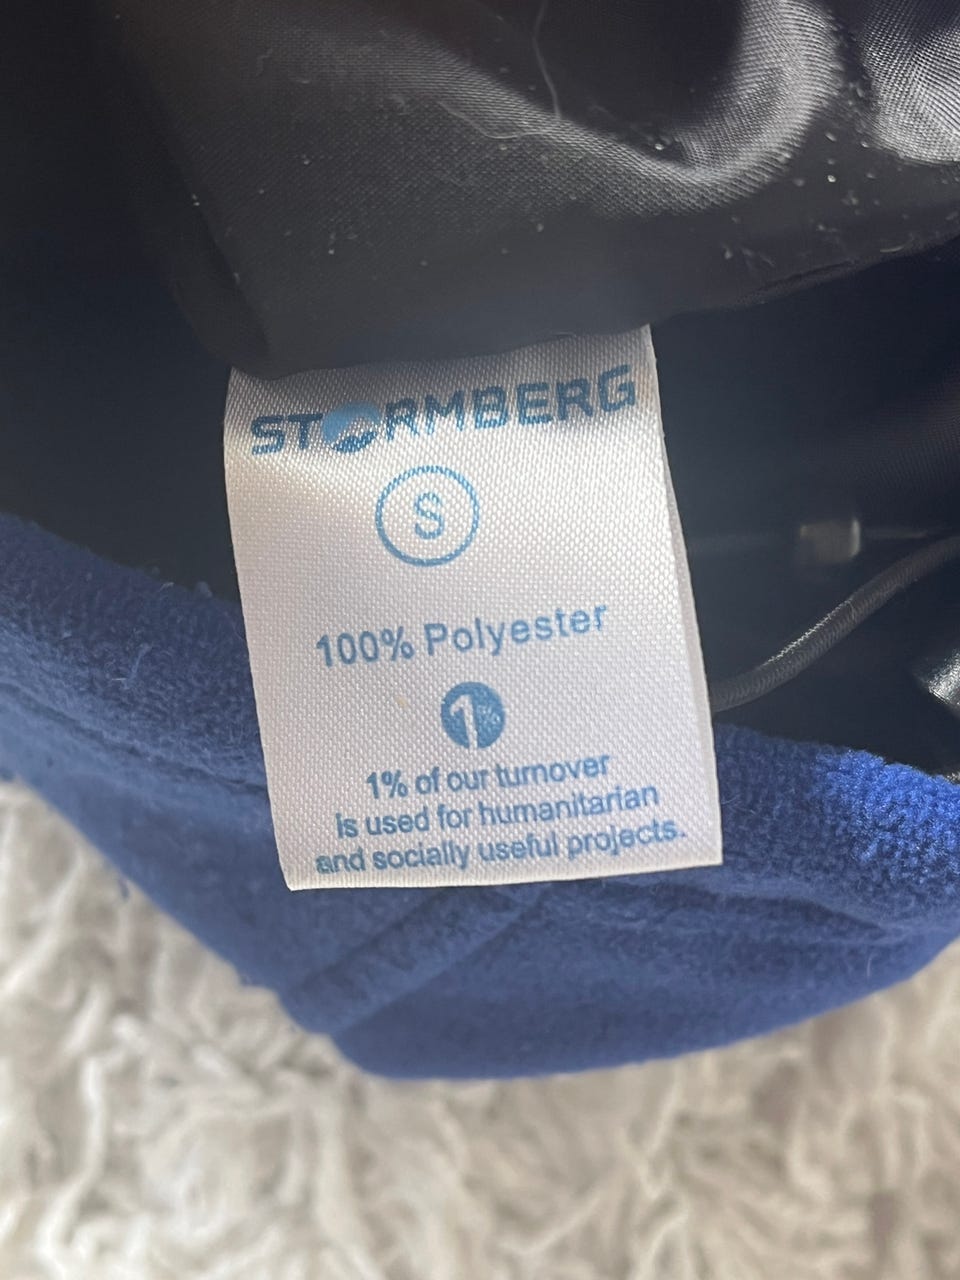 STORMBERG
S
100% Polyester
1%
1% of our turnover
is used for humanitarian
and socially useful projects.